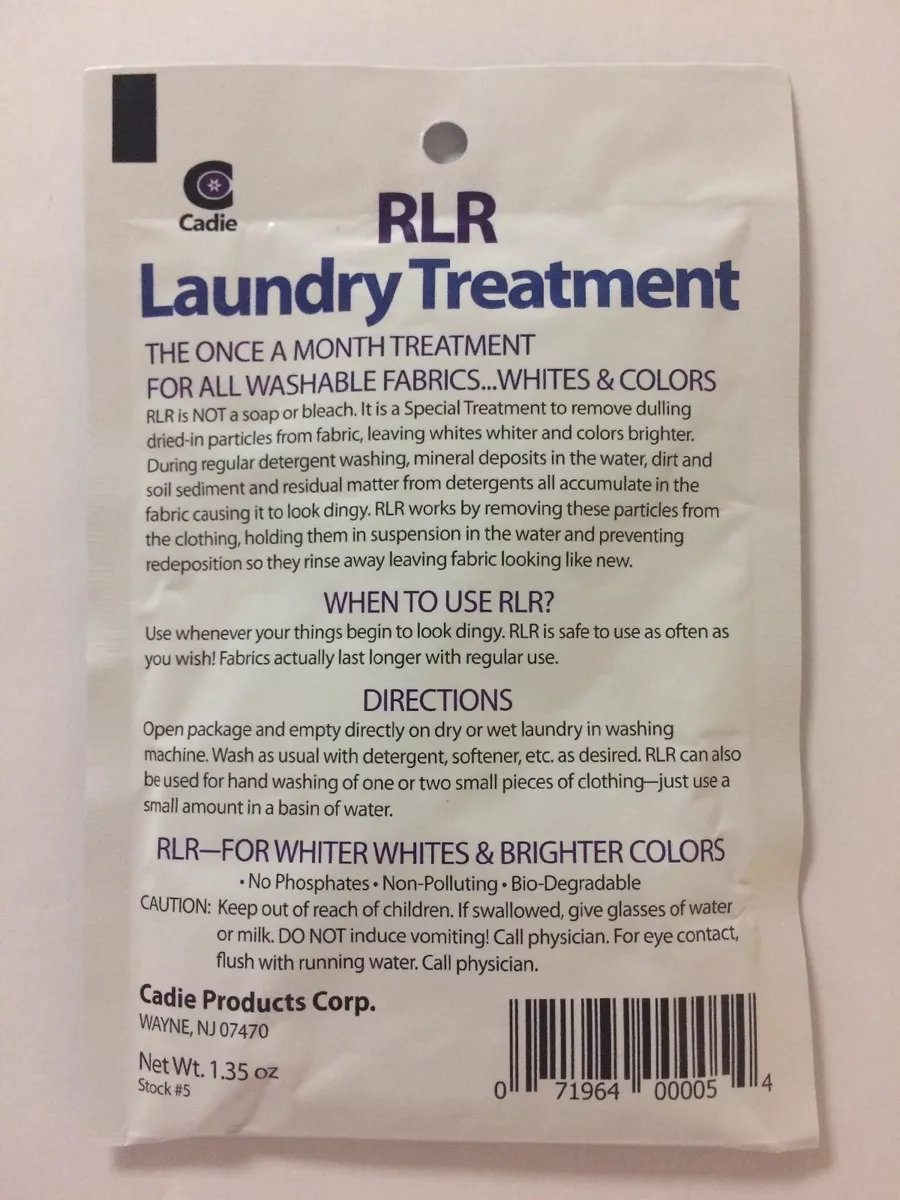 Cadie
RLR
Laundry Treatment
THE ONCE A MONTH TREATMENT
FOR ALL WASHABLE FABRICS...WHITES & COLORS
RLR is NOT a soap or bleach. It is a Special Treatment to remove dulling
dried-in particles from fabric, leaving whites whiter and colors brighter.
During regular detergent washing, mineral deposits in the water, dirt and
soil sediment and residual matter from detergents all accumulate in the
fabric causing it to look dingy. RLR works by removing these particles from
the clothing, holding them in suspension in the water and preventing
redeposition so they rinse away leaving fabric looking like new.
WHEN TO USE RLR?
Use whenever your things begin to look dingy. RLR is safe to use as often as
you wish! Fabrics actually last longer with regular use.
DIRECTIONS
Open package and empty directly on dry or wet laundry in washing
machine. Wash as usual with detergent, softener, etc. as desired. RLR can also
be used for hand washing of one or two small pieces of clothing—just use a
small amount in a basin of water.
RLR—FOR WHITER WHITES & BRIGHTER COLORS
• No Phosphates • Non-Polluting • Bio-Degradable
CAUTION: Keep out of reach of children. If swallowed, give glasses of water
or milk. DO NOT induce vomiting! Call physician. For eye contact,
flush with running water. Call physician.
Cadie Products Corp.
WAYNE, NJ 07470
Net Wt. 1.35 oz
Stock #5
0 71964 00005 4